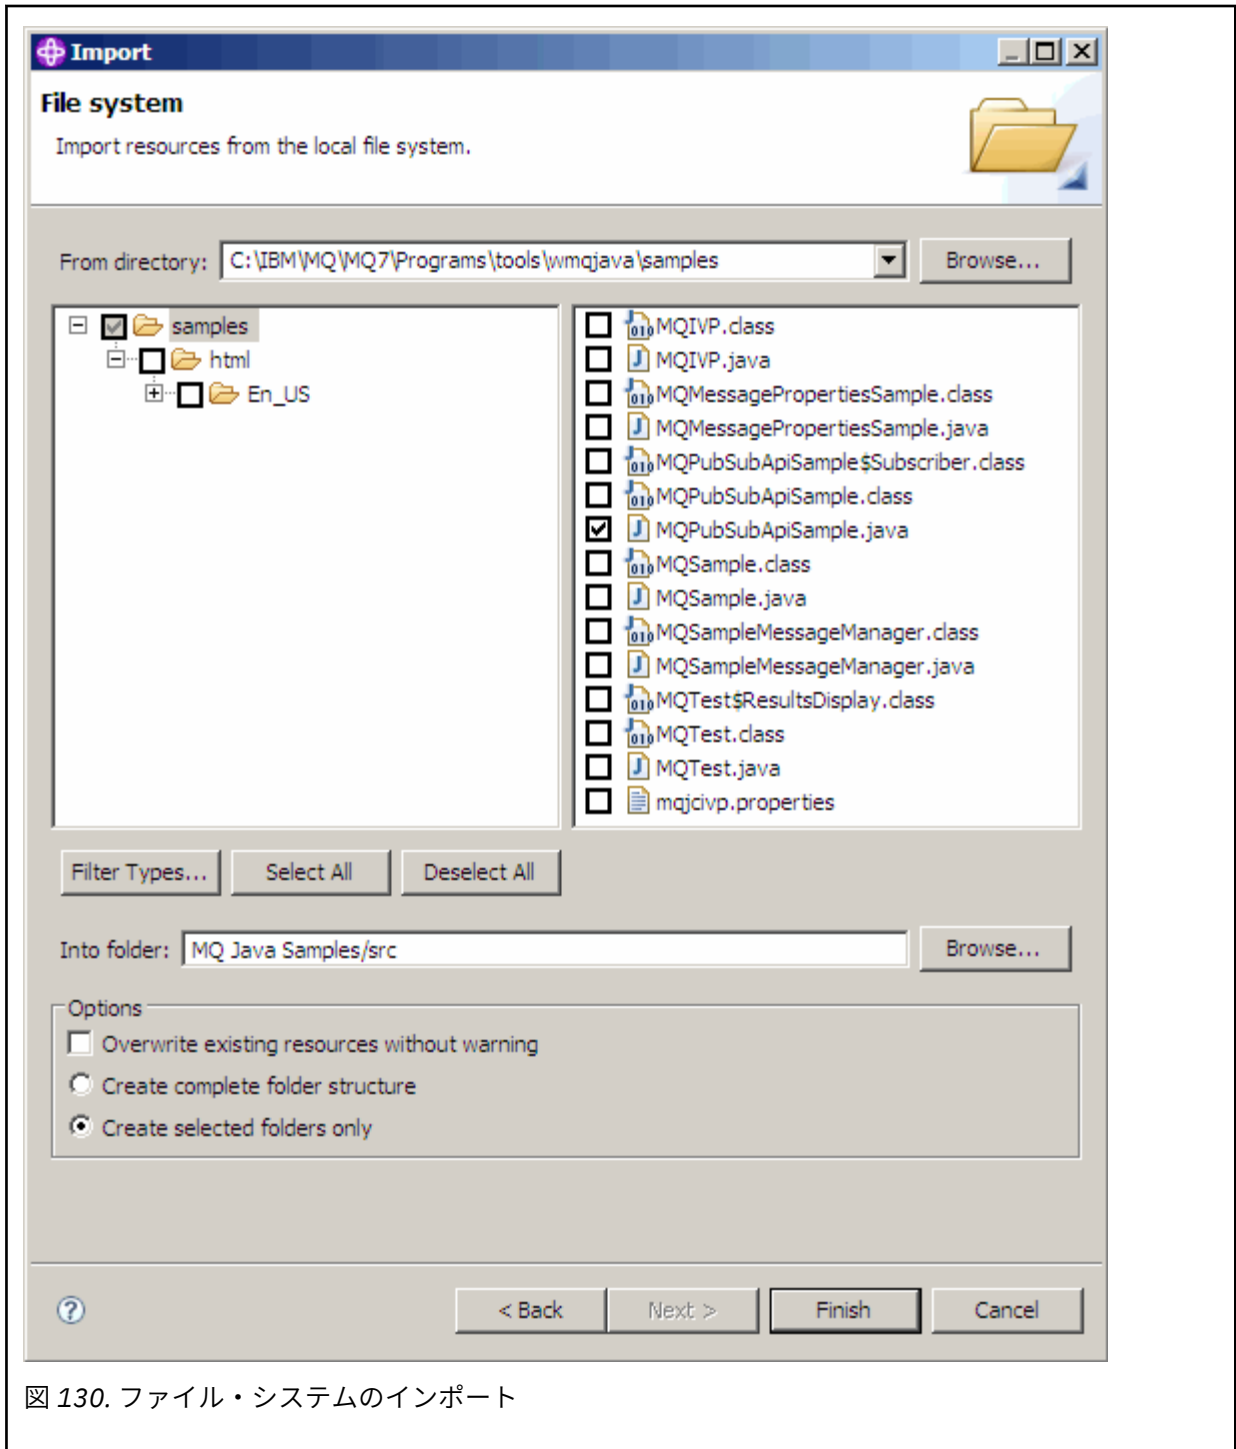 Import
File system
Import resources from the local file system.
From directory: C:\IBM\MQ\MQ7\Programs\tools\wmqjava\samples Browse...
samples
html
En_US
MQIVP.class
MQIVP.java
MQMessagePropertiesSample.class
MQMessagePropertiesSample.java
MQPubSubApiSample$Subscriber.class
MQPubSubApiSample.class
MQPubSubApiSample.java
MQSample.class
MQSample.java
MQSampleMessageManager.class
MQSampleMessageManager.java
MQTest$ResultsDisplay.class
MQTest.class
MQTest.java
mqjcivp.properties
Filter Types... Select All Deselect All
Into folder: MQ Java Samples/src Browse...
Options
Overwrite existing resources without warning
Create complete folder structure
Create selected folders only
< Back Next > Finish Cancel
図 130. ファイル・システムのインポート